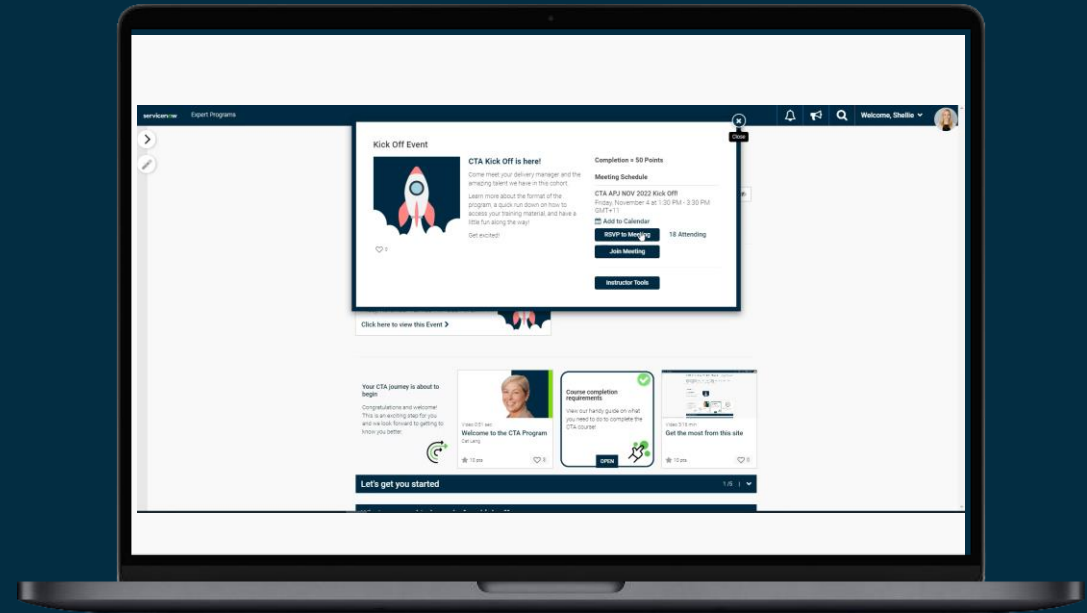 servicenow Expert Programs
Welcome, Shellie
Close
Kick Off Event
CTA Kick Off is here!
Come meet your delivery manager and the
amazing talent we have in this cohort.
Learn more about the format of the
program, a quick run down on how to
access your training material, and have a
little fun along the way!
Get excited!
0
Completion = 50 Points
Meeting Schedule
CTA APJ NOV 2022 Kick Off!
Friday, November 4 at 1:30 PM - 3:30 PM
GMT+11
Add to Calendar
RSVP to Meeting 18 Attending
Join Meeting
Instructor Tools
Click here to view this Event
Your CTA journey is about to
begin
Congratulations and welcome!
This is an exciting step for you
and we look forward to getting to
know you better.
Welcome to the CTA Program
Cat Lang
10 pts
Course completion
requirements
View our handy guide on what
you need to do to complete the
CTA course!
OPEN
Get the most from this site
10 pts
Let's get you started 1/5